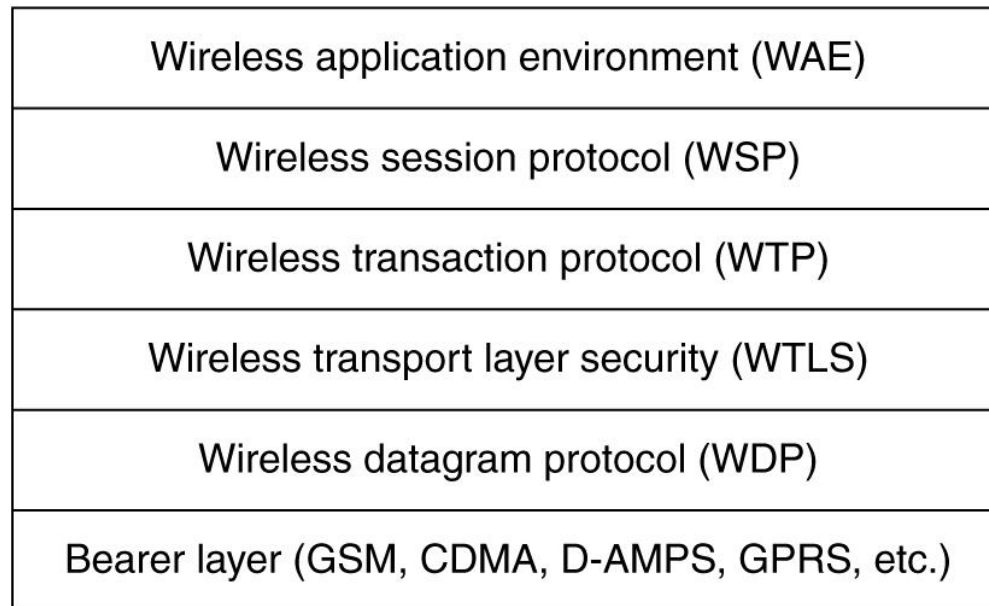 Wireless application environment (WAE)
Wireless session protocol (WSP)
Wireless transaction protocol (WTP)
Wireless transport layer security (WTLS)
Wireless datagram protocol (WDP)
Bearer layer (GSM, CDMA, D-AMPS, GPRS, etc.)